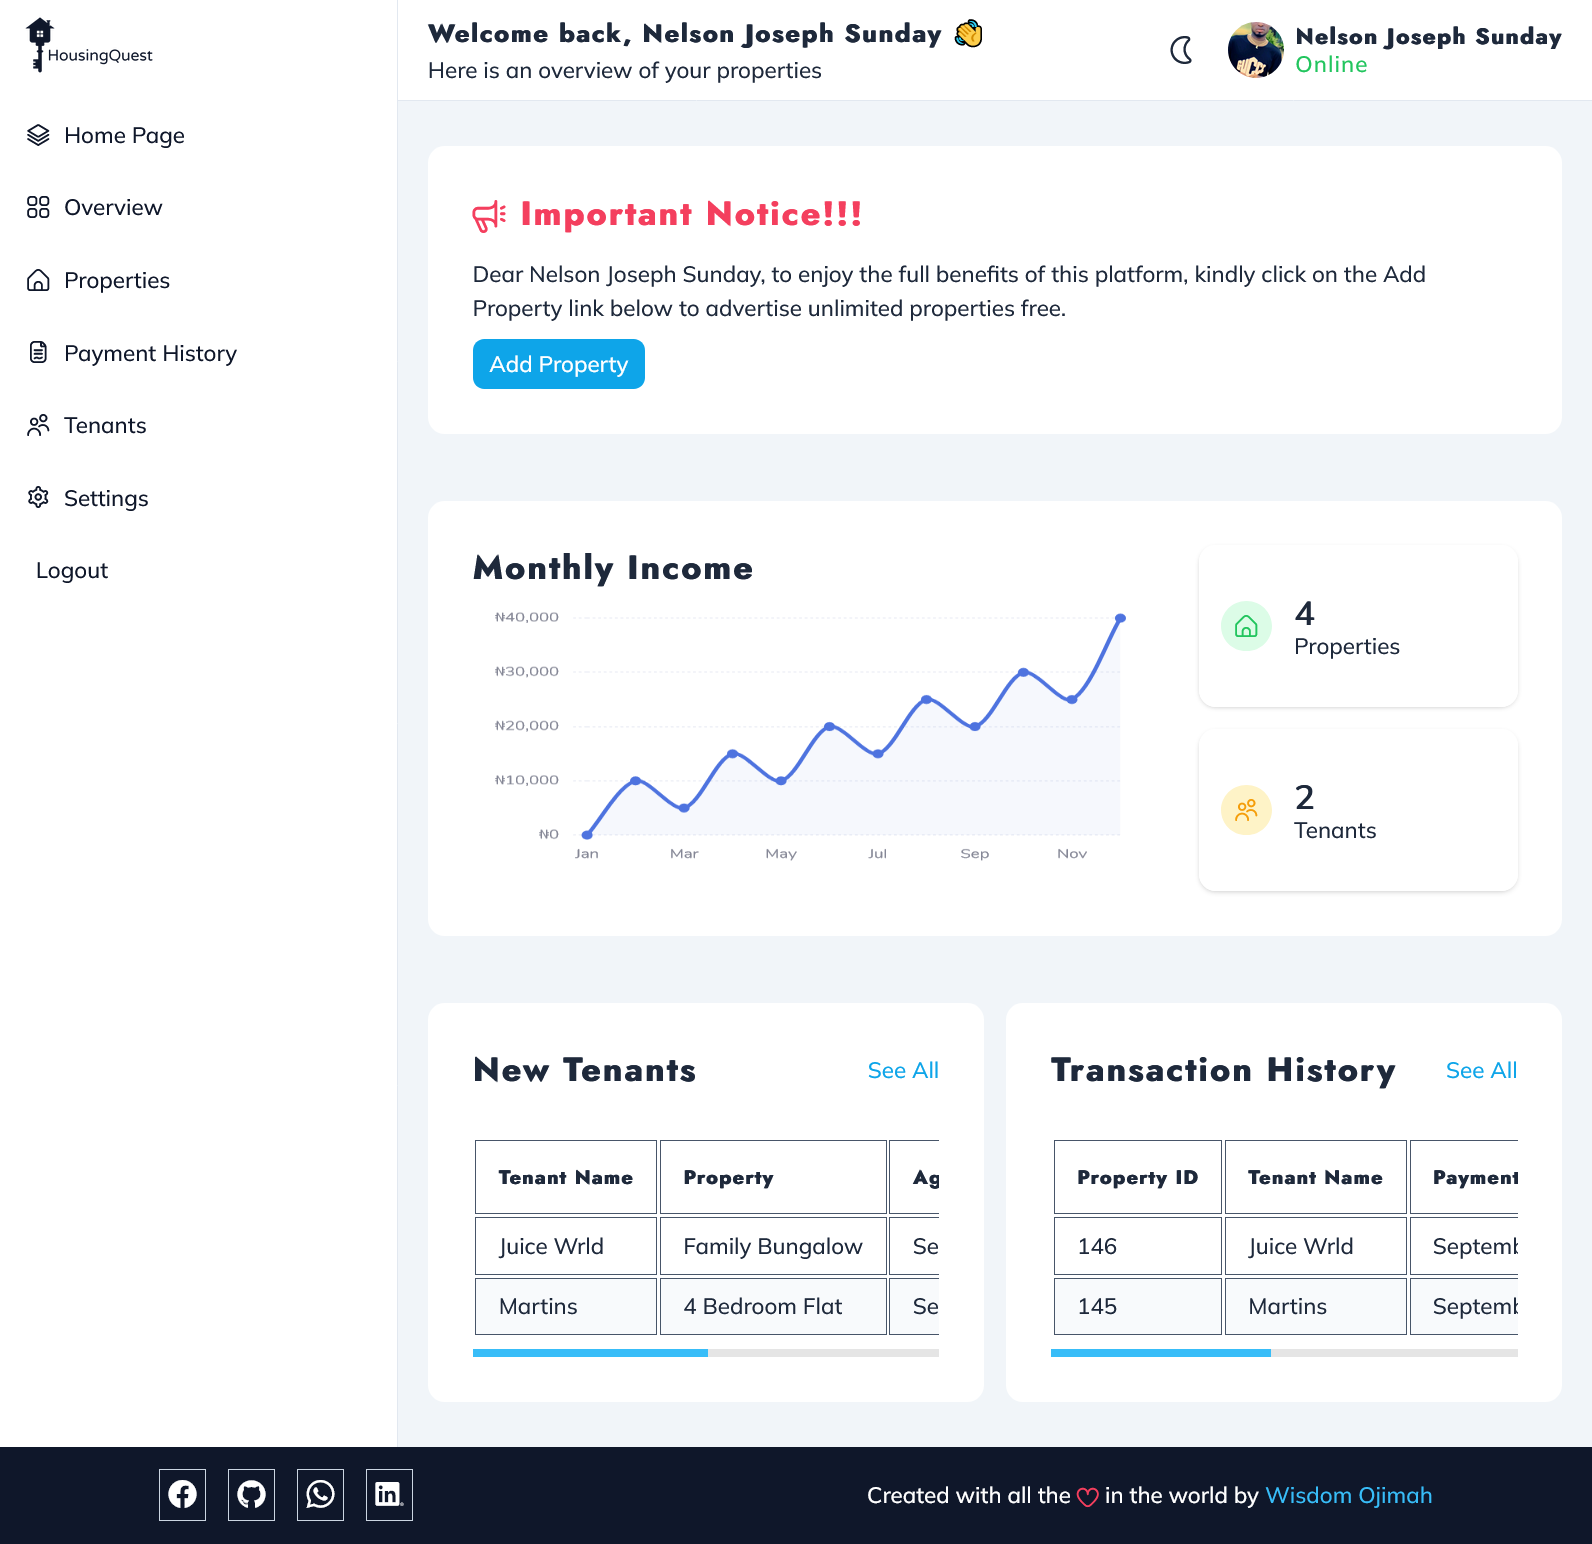 HousingQuest
Home Page
Overview
Properties
Payment History
Tenants
Settings
Logout
Welcome back, Nelson Joseph Sunday 👋
Here is an overview of your properties
Nelson Joseph Sunday
Online
Important Notice!!!
Dear Nelson Joseph Sunday, to enjoy the full benefits of this platform, kindly click on the Add
Property link below to advertise unlimited properties free.
Add Property
Monthly Income
₦40,000
₦30,000
₦20,000
₦10,000
₦0
Jan Mar May Jul Sep Nov
4
Properties
2
Tenants
New Tenants
See All
Tenant Name Property Ag
Juice Wrld Family Bungalow Se
Martins 4 Bedroom Flat Se
Transaction History
See All
Property ID Tenant Name Payment
146 Juice Wrld Septemb
145 Martins Septemb
Created with all the in the world by Wisdom Ojimah